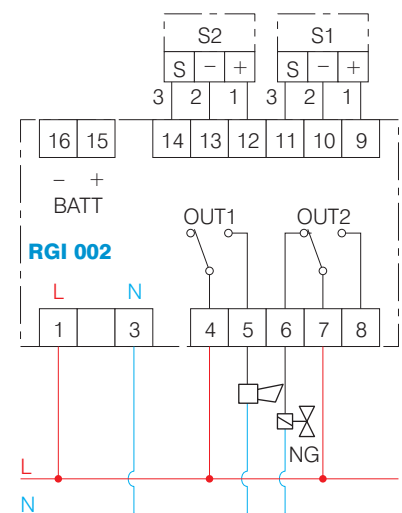 S2 S1
S − + S − +
3 2 1 3 2 1
16 15 14 13 12 11 10 9
− +
BATT
OUT1 OUT2
RGI 002
L N
1 3 4 5 6 7 8
NG
L
N